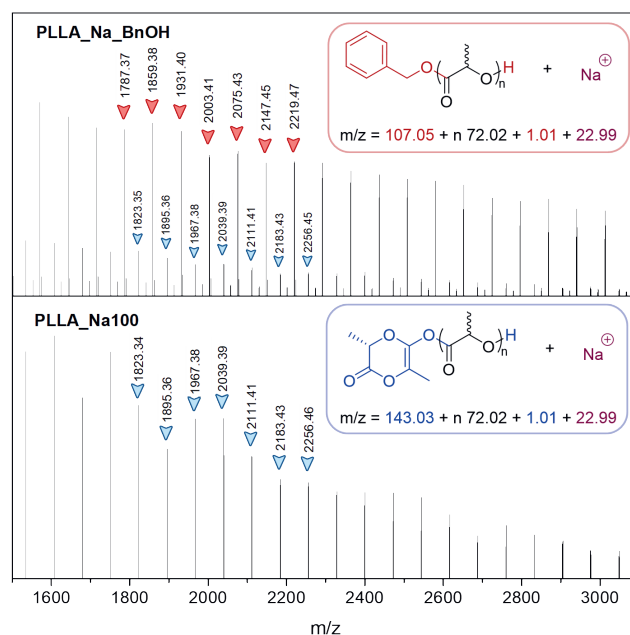 PLLA_Na_BnOH
1787.37
1859.38
1931.40
2003.41
2075.43
2147.45
2219.47
1823.35
1895.36
1967.38
2039.39
2111.41
2183.43
2256.45
O
O
O
H
n
+
Na+
m/z = 107.05 + n 72.02 + 1.01 + 22.99
PLLA_Na100
1823.34
1895.36
1967.38
2039.39
2111.41
2183.43
2256.46
O
O
O
O
O
O
H
n
+
Na+
m/z = 143.03 + n 72.02 + 1.01 + 22.99
1600 1800 2000 2200 2400 2600 2800 3000
m/z